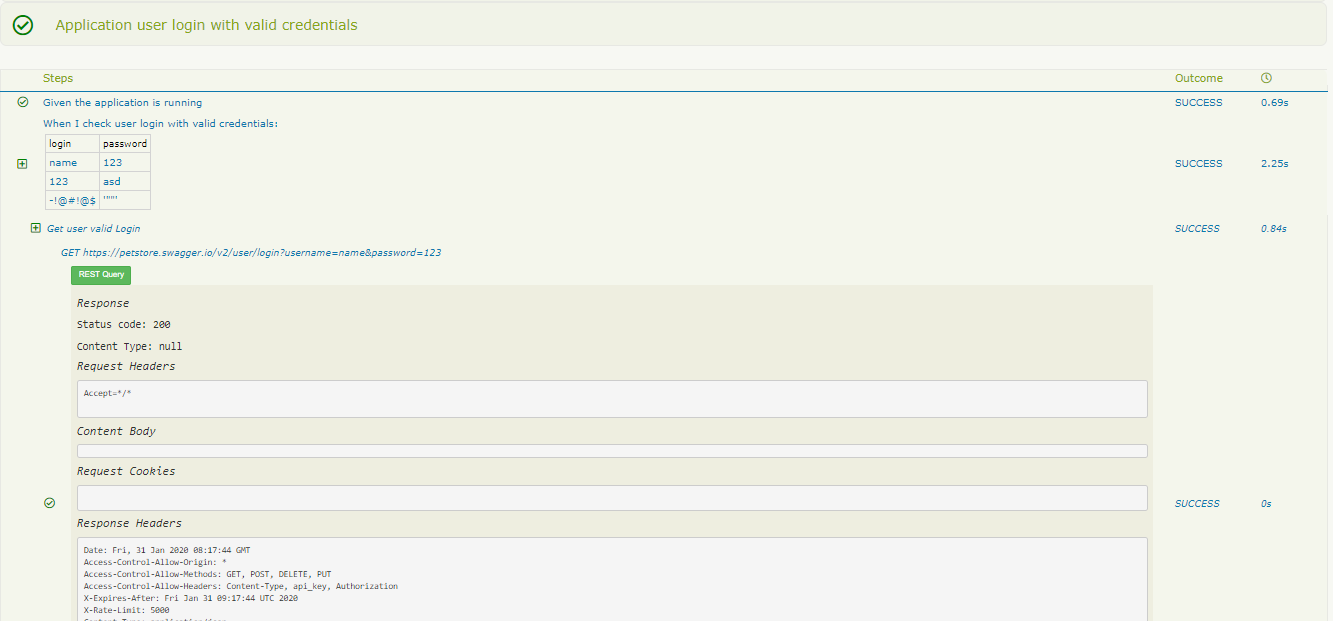 Application user login with valid credentials
Steps Outcome
Given the application is running SUCCESS 0.69s
When I check user login with valid credentials:
login password
name 123
SUCCESS 2.25s
123 asd
-!@#!@$ '""'
Get user valid Login SUCCESS 0.84s
GET https://petstore.swagger.io/v2/user/login?username=name&password=123
REST Query
Response
Status code: 200
Content Type: null
Request Headers
Accept=*/*
Content Body
Request Cookies
SUCCESS 0s
Response Headers
Date: Fri, 31 Jan 2020 08:17:44 GMT
Access-Control-Allow-Origin: *
Access-Control-Allow-Methods: GET, POST, DELETE, PUT
Access-Control-Allow-Headers: Content-Type, api_key, Authorization
X-Expires-After: Fri Jan 31 09:17:44 UTC 2020
X-Rate-Limit: 5000